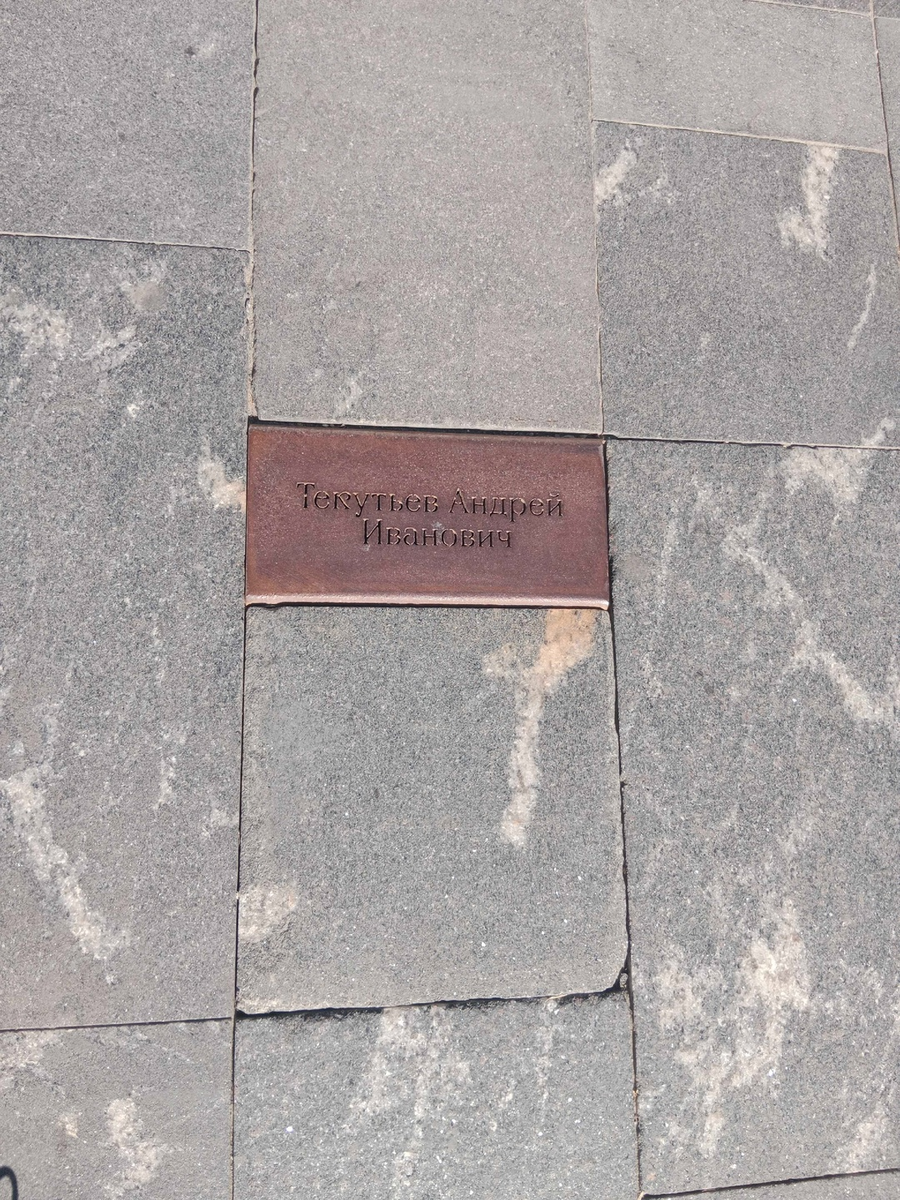 Текутьев Андрей
Иванович